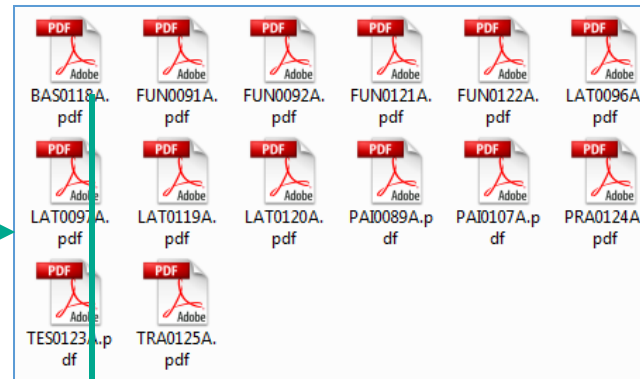 PDF PDF PDF PDF PDF PDF
Adobe Adobe Adobe Adobe Adobe Adobe
BAS0118A. FUN0091A. FUN0092A. FUN0121A. FUN0122A. LAT0096A
pdf pdf pdf pdf pdf pdf
PDF PDF PDF PDF PDF PDF
Adobe Adobe Adobe Adobe Adobe Adobe
LAT0097A. LAT0119A. LAT0120A. PAI0089A.p PAI0107A.p PRA0124A
pdf pdf pdf df df pdf
PDF PDF
Adobe Adobe
TES0123A.p TRA0125A.
df pdf